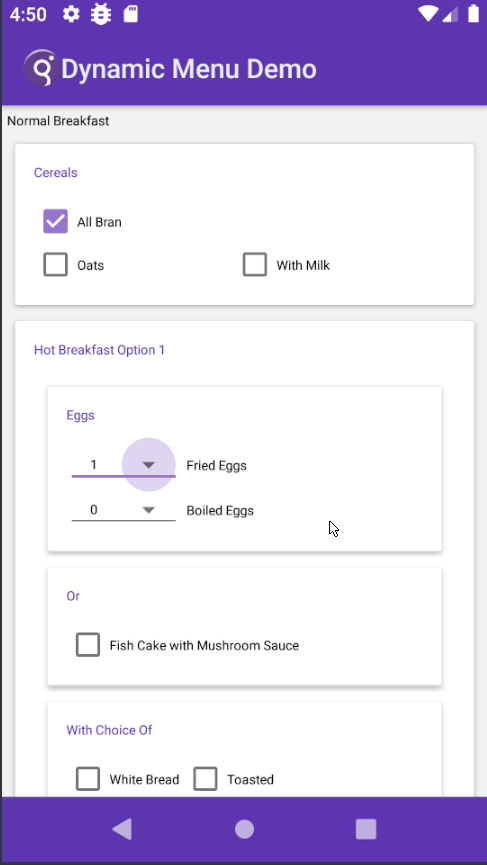 4:50
Dynamic Menu Demo
Normal Breakfast
Cereals
All Bran
Oats With Milk
Hot Breakfast Option 1
Eggs
1 Fried Eggs
0 Boiled Eggs
Or
Fish Cake with Mushroom Sauce
With Choice Of
White Bread Toasted